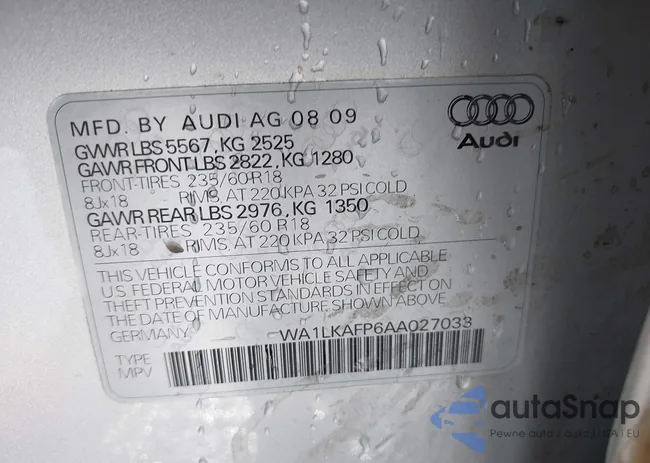 MFD. BY AUDI AG 08 09
GVWR LBS 5567, KG 2525
GAWR FRONT LBS 2822, KG 1280
FRONT-TIRES 235/60 R18
8Jx18 RIMS, AT 220 KPA 32 PSI COLD
GAWR REAR LBS 2976, KG 1350
REAR-TIRES 235/60 R18
8Jx18 RIMS, AT 220 KPA 32 PSI COLD
THIS VEHICLE CONFORMS TO ALL APPLICABLE
U.S. FEDERAL MOTOR VEHICLE SAFETY AND
THEFT PREVENTION STANDARDS IN EFFECT ON
THE DATE OF MANUFACTURE SHOWN ABOVE
GERMANY WA1LKAFP6AA027033
TYPE
MPV
Audi
autoSnap
Pewne auta z aukcji USA i EU